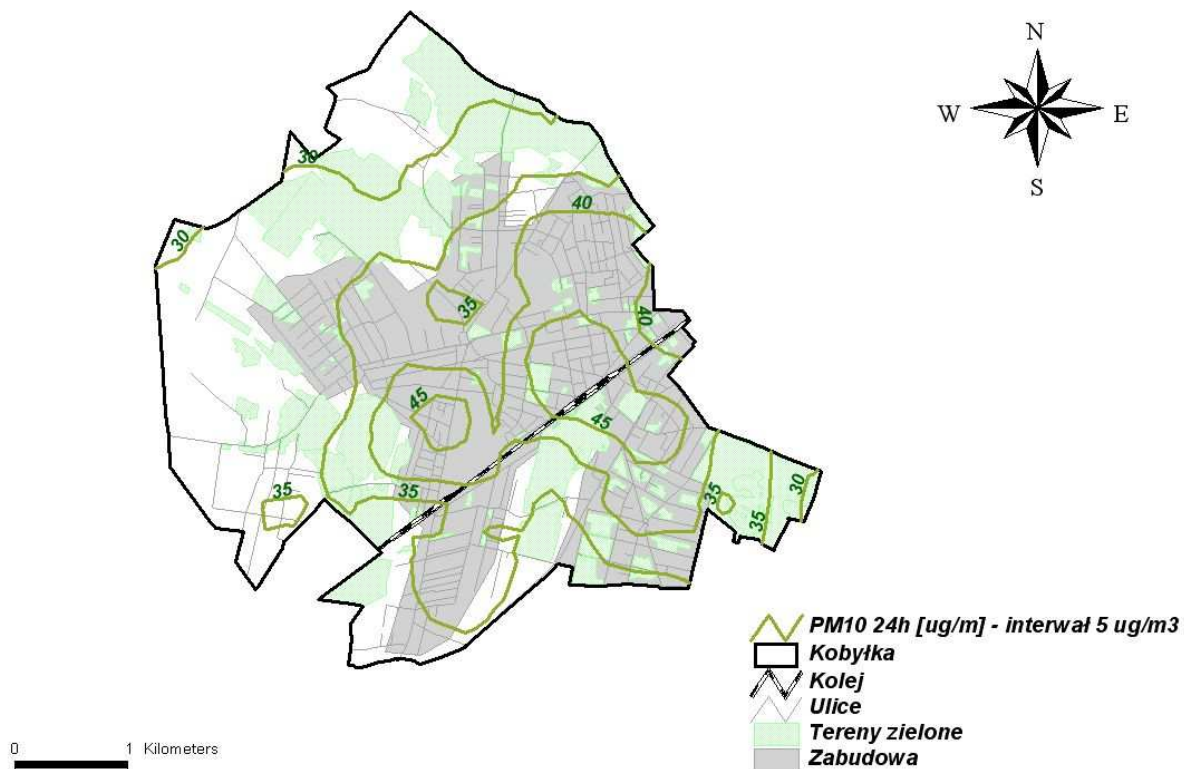 N
W
E
S
30
40
30
35
40
45
45
35
35
35
35
30
PM10 24h [ug/m] - interwał 5 ug/m3
Kobyłka
Kolej
Ulice
Tereny zielone
Zabudowa
0 1 Kilometers